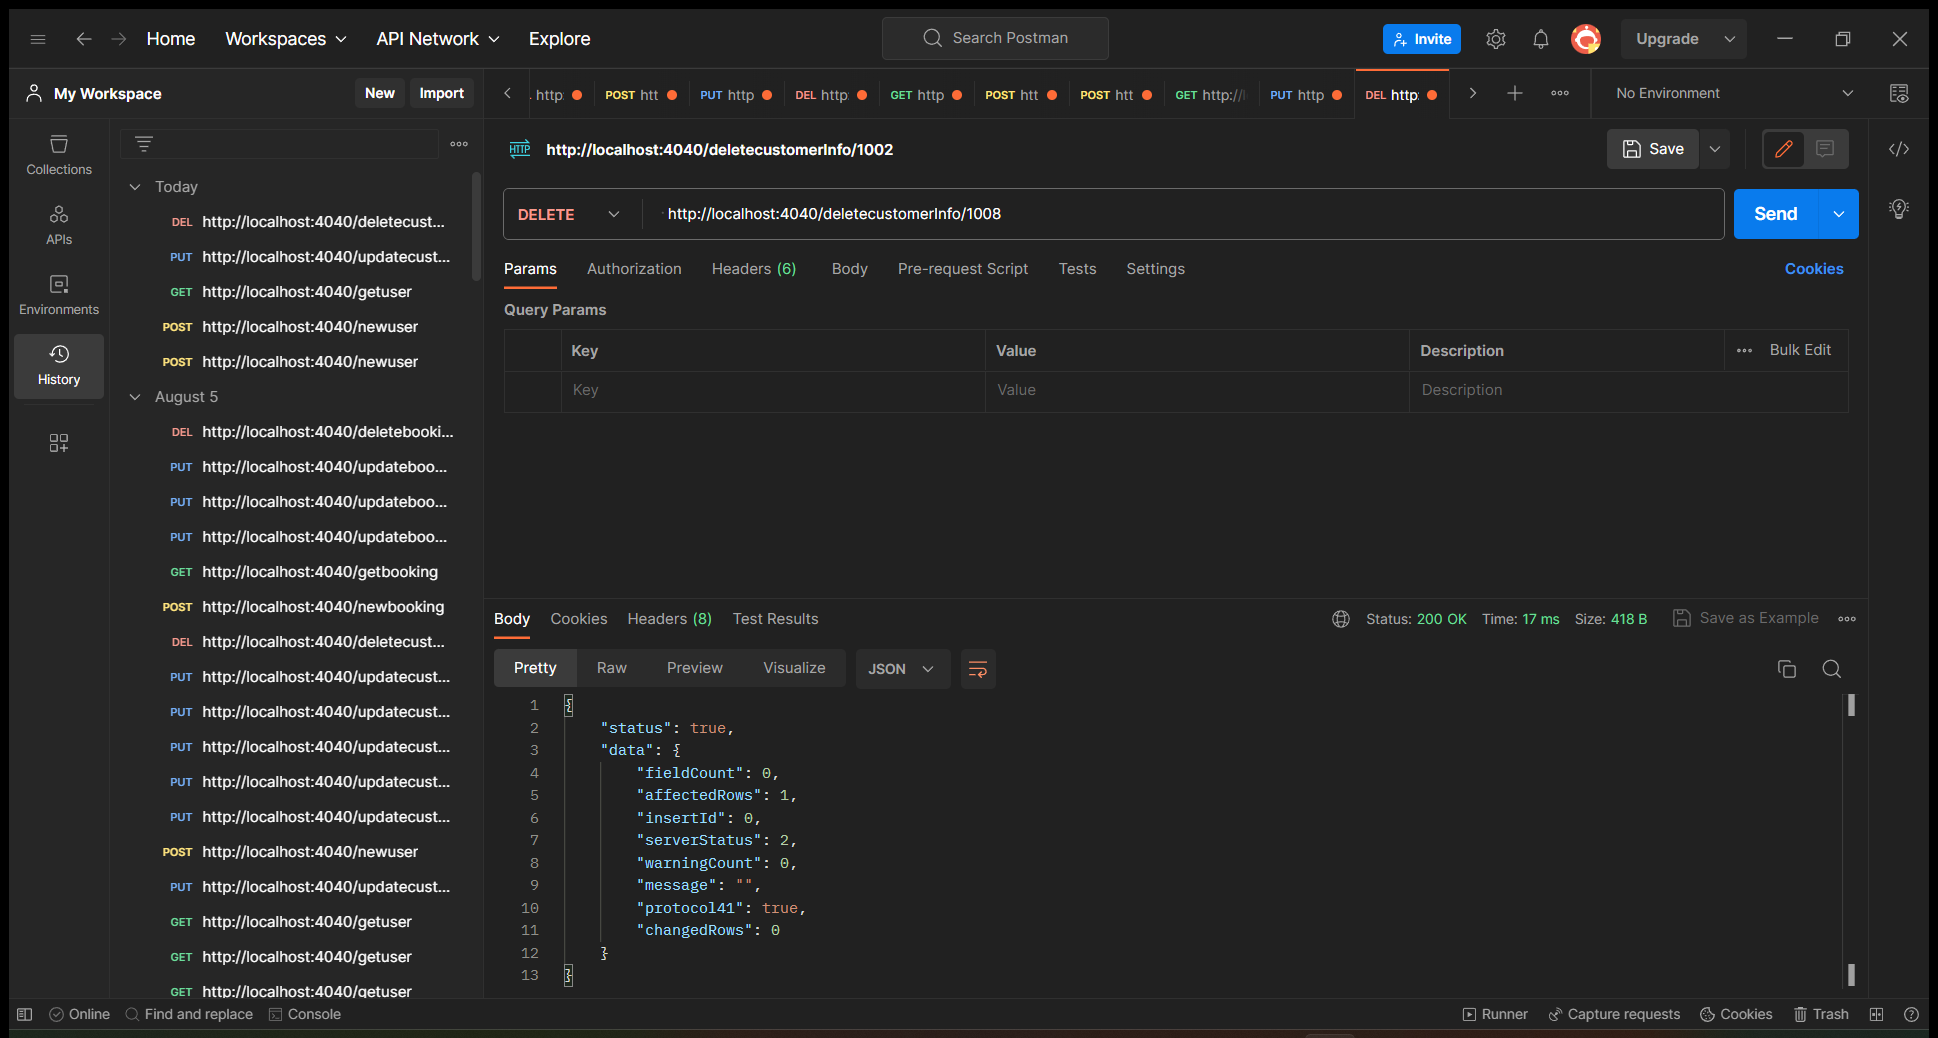 Home Workspaces API Network Explore Search Postman Invite Upgrade
My Workspace New Import
http: POST htt PUT http DEL http: GET http POST htt POST htt GET http:// PUT http DEL http: No Environment
Collections
APIs
Environments
History
Today
DEL http://localhost:4040/deletecust...
PUT http://localhost:4040/updatecust...
GET http://localhost:4040/getuser
POST http://localhost:4040/newuser
POST http://localhost:4040/newuser
August 5
DEL http://localhost:4040/deletebooki...
PUT http://localhost:4040/updateboo...
PUT http://localhost:4040/updateboo...
PUT http://localhost:4040/updateboo...
GET http://localhost:4040/getbooking
POST http://localhost:4040/newbooking
DEL http://localhost:4040/deletecust...
PUT http://localhost:4040/updatecust...
PUT http://localhost:4040/updatecust...
PUT http://localhost:4040/updatecust...
PUT http://localhost:4040/updatecust...
PUT http://localhost:4040/updatecust...
POST http://localhost:4040/newuser
PUT http://localhost:4040/updatecust...
GET http://localhost:4040/getuser
GET http://localhost:4040/getuser
GET http://localhost:4040/getuser
HTTP http://localhost:4040/deletecustomerInfo/1002 Save
DELETE http://localhost:4040/deletecustomerInfo/1008 Send
Params Authorization Headers (6) Body Pre-request Script Tests Settings Cookies
Query Params
Key Value Description Bulk Edit
Key Value Description
Body Cookies Headers (8) Test Results Status: 200 OK Time: 17 ms Size: 418 B Save as Example
Pretty Raw Preview Visualize JSON
1 {
2 "status": true,
3 "data": {
4 "fieldCount": 0,
5 "affectedRows": 1,
6 "insertId": 0,
7 "serverStatus": 2,
8 "warningCount": 0,
9 "message": "",
10 "protocol41": true,
11 "changedRows": 0
12 }
13 }
Online Find and replace Console Runner Capture requests Cookies Trash